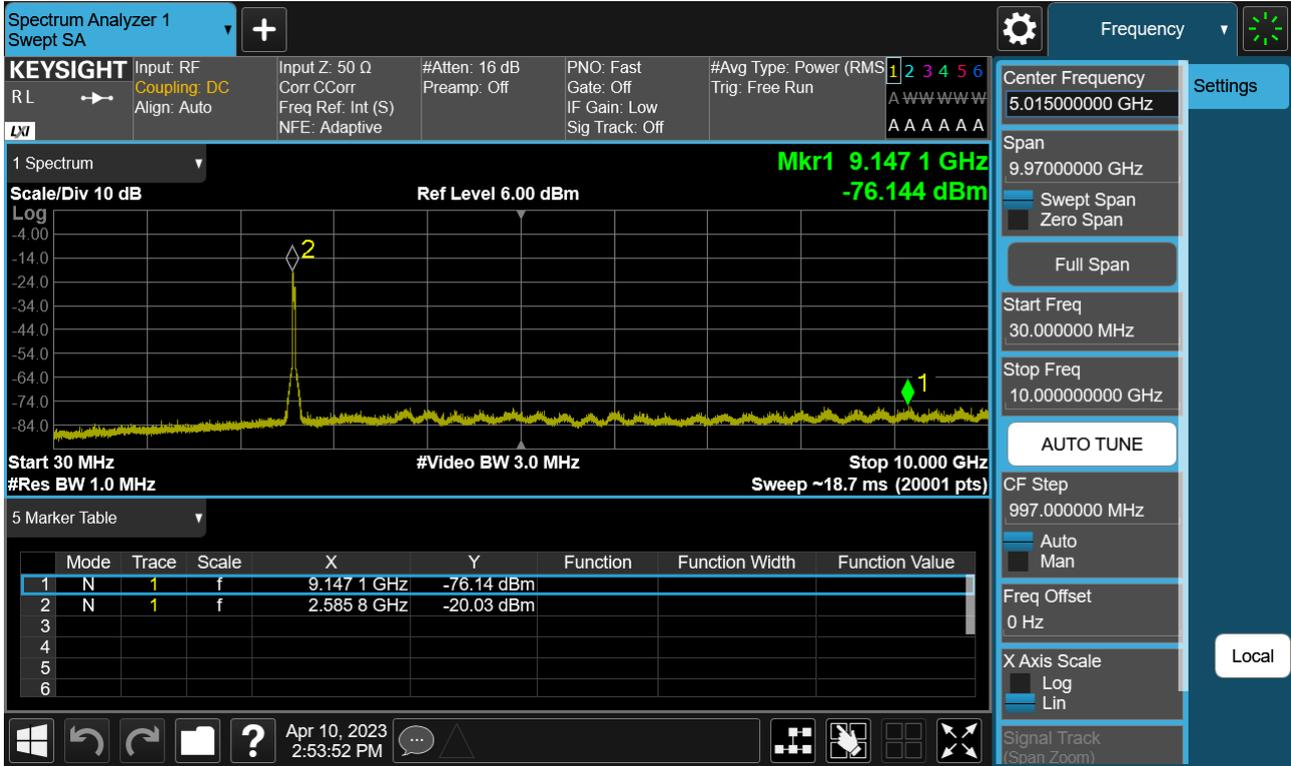 Spectrum Analyzer 1
Swept SA
+
Frequency
KEYSIGHT
RL
LXI
Input: RF
Coupling: DC
Align: Auto
Input Z: 50 Ω
Corr CCorr
Freq Ref: Int (S)
NFE: Adaptive
#Atten: 16 dB
Preamp: Off
PNO: Fast
Gate: Off
IF Gain: Low
Sig Track: Off
#Avg Type: Power (RMS
Trig: Free Run
1 2 3 4 5 6
A W W W W W
A A A A A A
1 Spectrum
Scale/Div 10 dB
Ref Level 6.00 dBm
Mkr1 9.147 1 GHz
-76.144 dBm
Log
-4.00
-14.0
-24.0
-34.0
-44.0
-54.0
-64.0
-74.0
-84.0
2
1
Start 30 MHz
#Video BW 3.0 MHz
Stop 10.000 GHz
#Res BW 1.0 MHz
Sweep ~18.7 ms (20001 pts)
5 Marker Table
Mode Trace Scale X Y Function Function Width Function Value
1 N 1 f 9.147 1 GHz -76.14 dBm
2 N 1 f 2.585 8 GHz -20.03 dBm
3
4
5
6
?
Apr 10, 2023
2:53:52 PM
Center Frequency
5.015000000 GHz
Span
9.97000000 GHz
Swept Span
Zero Span
Full Span
Start Freq
30.000000 MHz
Stop Freq
10.000000000 GHz
AUTO TUNE
CF Step
997.000000 MHz
Auto
Man
Freq Offset
0 Hz
X Axis Scale
Log
Lin
Signal Track
(Span Zoom)
Settings
Local